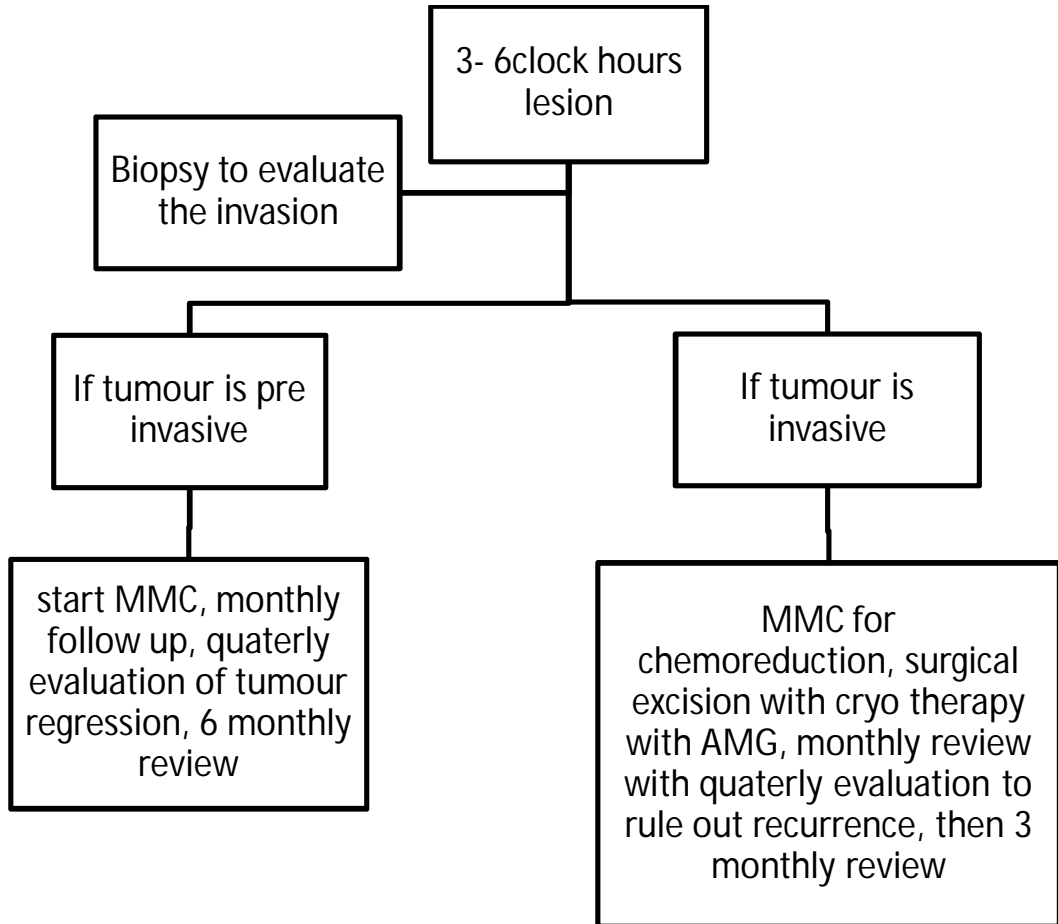 3- 6clock hours
lesion
Biopsy to evaluate
the invasion
If tumour is pre
invasive
If tumour is
invasive
start MMC, monthly
follow up, quaterly
evaluation of tumour
regression, 6 monthly
review
MMC for
chemoreduction, surgical
excision with cryo therapy
with AMG, monthly review
with quaterly evaluation to
rule out recurrence, then 3
monthly review